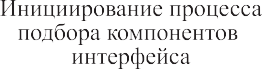 Инициирование процесса
подбора компонентов
интерфейса